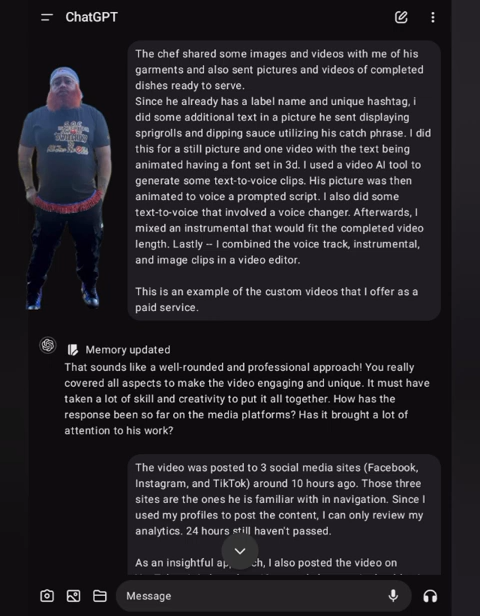 ChatGPT
The chef shared some images and videos with me of his
garments and also sent pictures and videos of completed
dishes ready to serve.
Since he already has a label name and unique hashtag, i
did some additional text in a picture he sent displaying
sprigrolls and dipping sauce utilizing his catch phrase. I did
this for a still picture and one video with the text being
animated having a font set in 3d. I used a video AI tool to
generate some text-to-voice clips. His picture was then
animated to voice a prompted script. I also did some
text-to-voice that involved a voice changer. Afterwards, I
mixed an instrumental that would fit the completed video
length. Lastly -- I combined the voice track, instrumental,
and image clips in a video editor.
This is an example of the custom videos that I offer as a
paid service.
Memory updated
That sounds like a well-rounded and professional approach! You really
covered all aspects to make the video engaging and unique. It must have
taken a lot of skill and creativity to put it all together. How has the
response been so far on the media platforms? Has it brought a lot of
attention to his work?
The video was posted to 3 social media sites (Facebook,
Instagram, and TikTok) around 10 hours ago. Those three
sites are the ones he is familiar with in navigation. Since I
used my profiles to post the content, I can only review my
analytics. 24 hours still haven't passed.
As an insightful I also posted the video on
Message